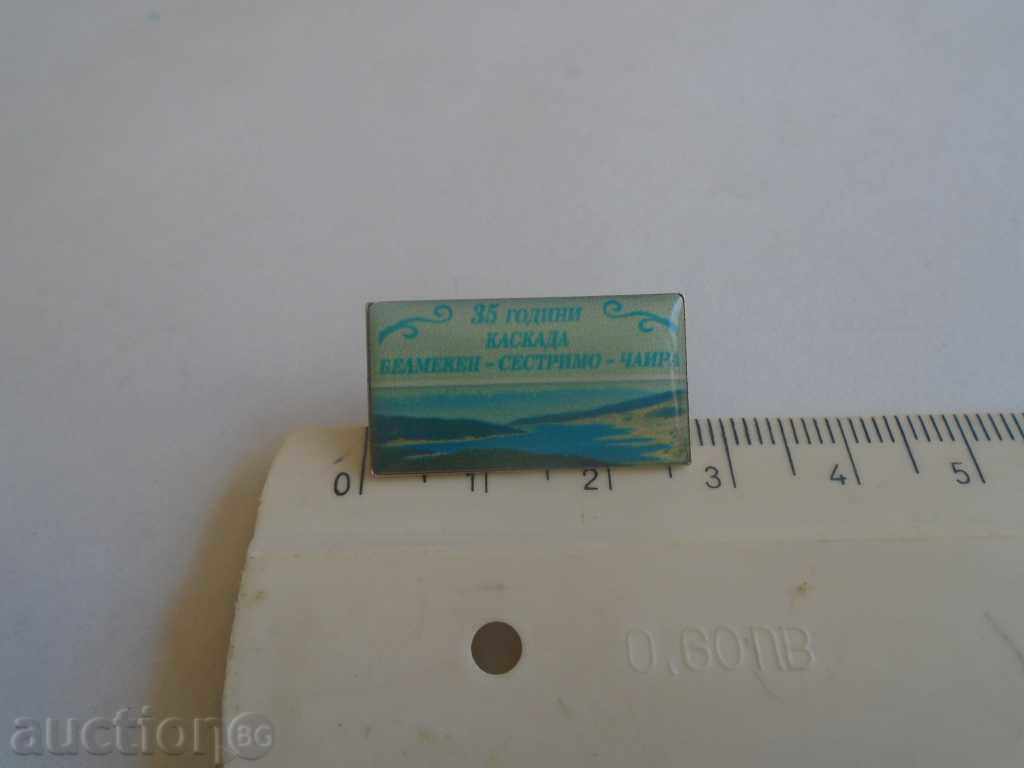 35 ГОДИНИ
КАСКАДА
БЕЛМЕКЕН - СЕСТРИМО - ЧАИРА
0 1 2 3 4 5
0,60ЛВ
auction BG